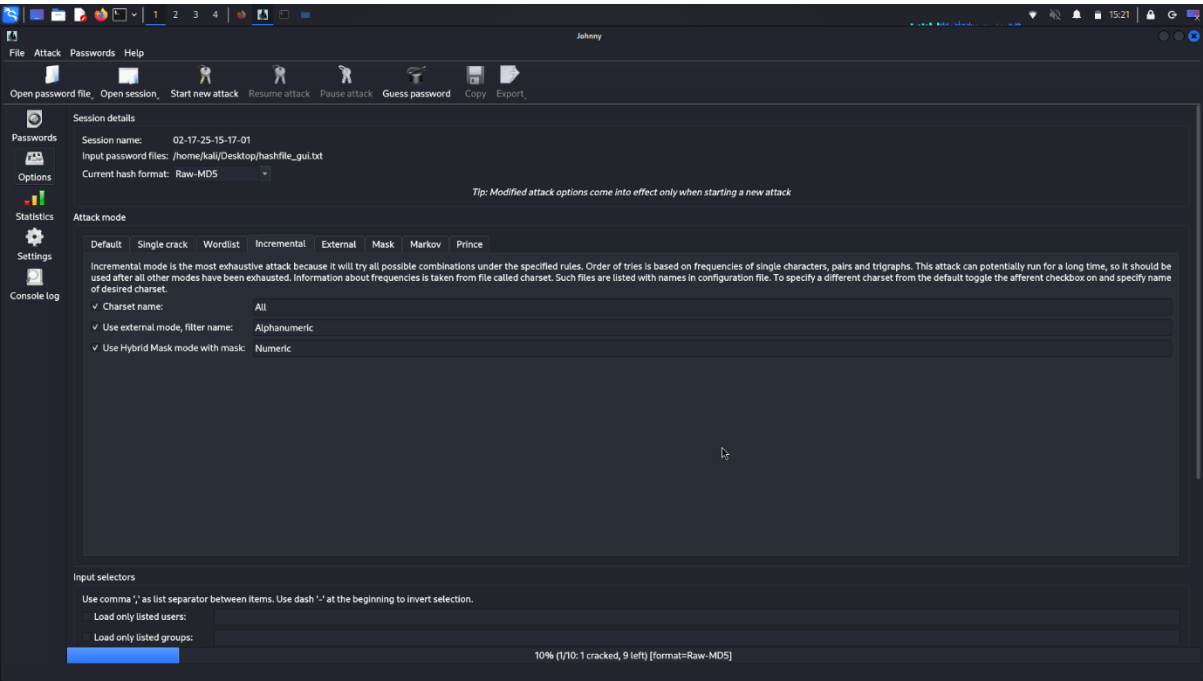 1 2 3 4
15:21
Johnny
File Attack Passwords Help
Open password file Open session Start new attack Resume attack Pause attack Guess password Copy Export
Passwords
Options
Statistics
Settings
Console log
Session details
Session name: 02-17-25-15-17-01
Input password files: /home/kali/Desktop/hashfile_gui.txt
Current hash format: Raw-MD5
Tip: Modified attack options come into effect only when starting a new attack
Attack mode
Default Single crack Wordlist Incremental External Mask Markov Prince
Incremental mode is the most exhaustive attack because it will try all possible combinations under the specified rules. Order of tries is based on frequencies of single characters, pairs and trigraphs. This attack can potentially run for a long time, so it should be
used after all other modes have been exhausted. Information about frequencies is taken from file called charset. Such files are listed with names in configuration file. To specify a different charset from the default toggle the afferent checkbox on and specify name
of desired charset.
Charset name: All
Use external mode, filter name: Alphanumeric
Use Hybrid Mask mode with mask: Numeric
Input selectors
Use comma ',' as list separator between items. Use dash '-' at the beginning to invert selection.
Load only listed users:
Load only listed groups:
10% (1/10: 1 cracked, 9 left) [format=Raw-MD5]